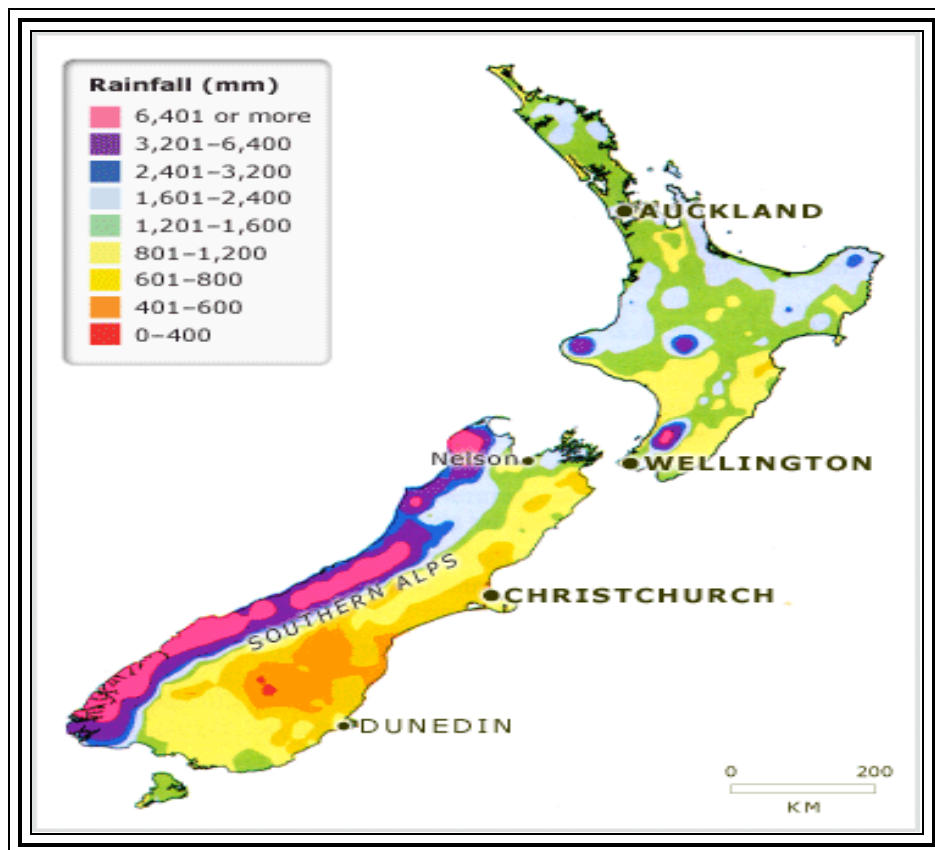 Rainfall (mm)
6,401 or more
3,201–6,400
2,401–3,200
1,601–2,400
1,201–1,600
801–1,200
601–800
401–600
0–400
AUCKLAND
Nelson
WELLINGTON
SOUTHERN ALPS
CHRISTCHURCH
DUNEDIN
0 200
KM